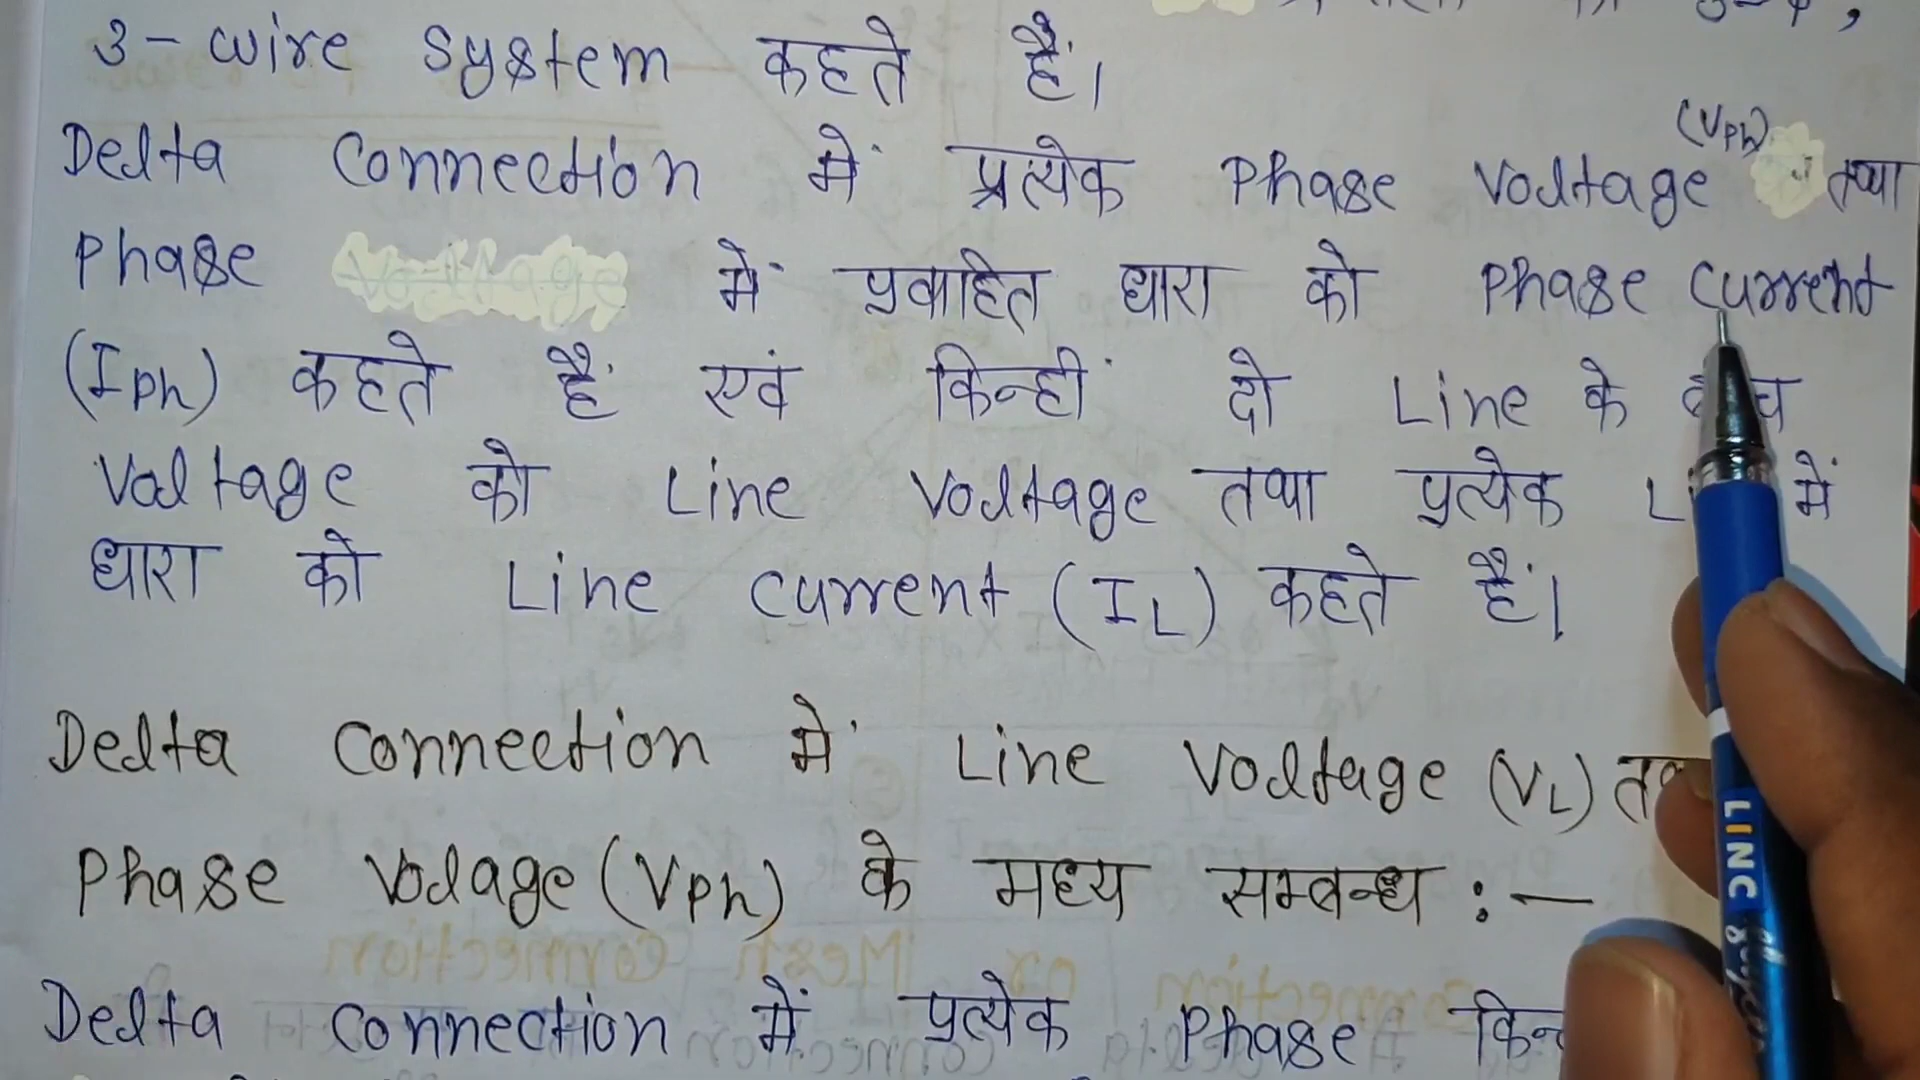 3-wire system कहते हैं।
Delta Connection में प्रत्येक Phase Voltage (Vph) तथा
Phase में प्रवाहित धारा को Phase Current
(Iph) कहते हैं एवं किन्हीं दो Line के
Voltage को Line Voltage तथा प्रत्येक में
धारा को Line Current (IL) कहते हैं।
Delta Connection में Line Voltage (VL)
Phase Volage (Vph) के मध्य सम्बन्ध :-
Delta Connection में प्रत्येक Phase
LINC